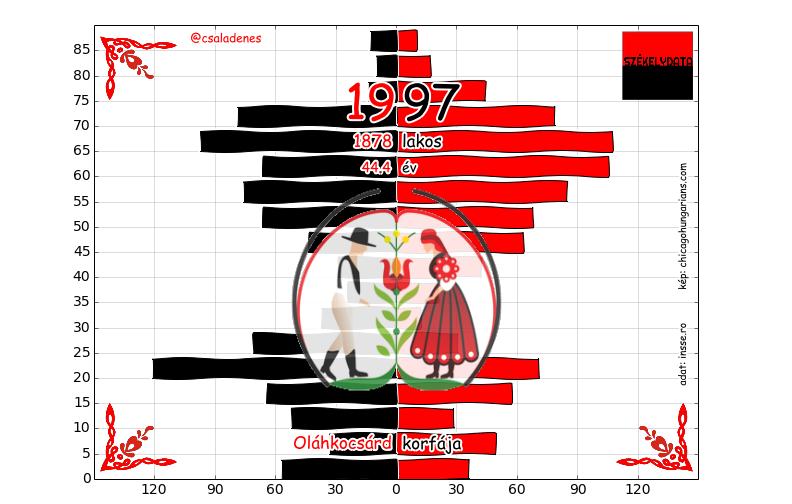 @csaladenes
SZÉKELYDATA
1997
1878 lakos
44.4 év
kép: chicagohungarians.com
adat: insse.ro
Oláhkocsárd korfája
85
80
75
70
65
60
55
50
45
40
35
30
25
20
15
10
5
0
120 90 60 30 0 30 60 90 120